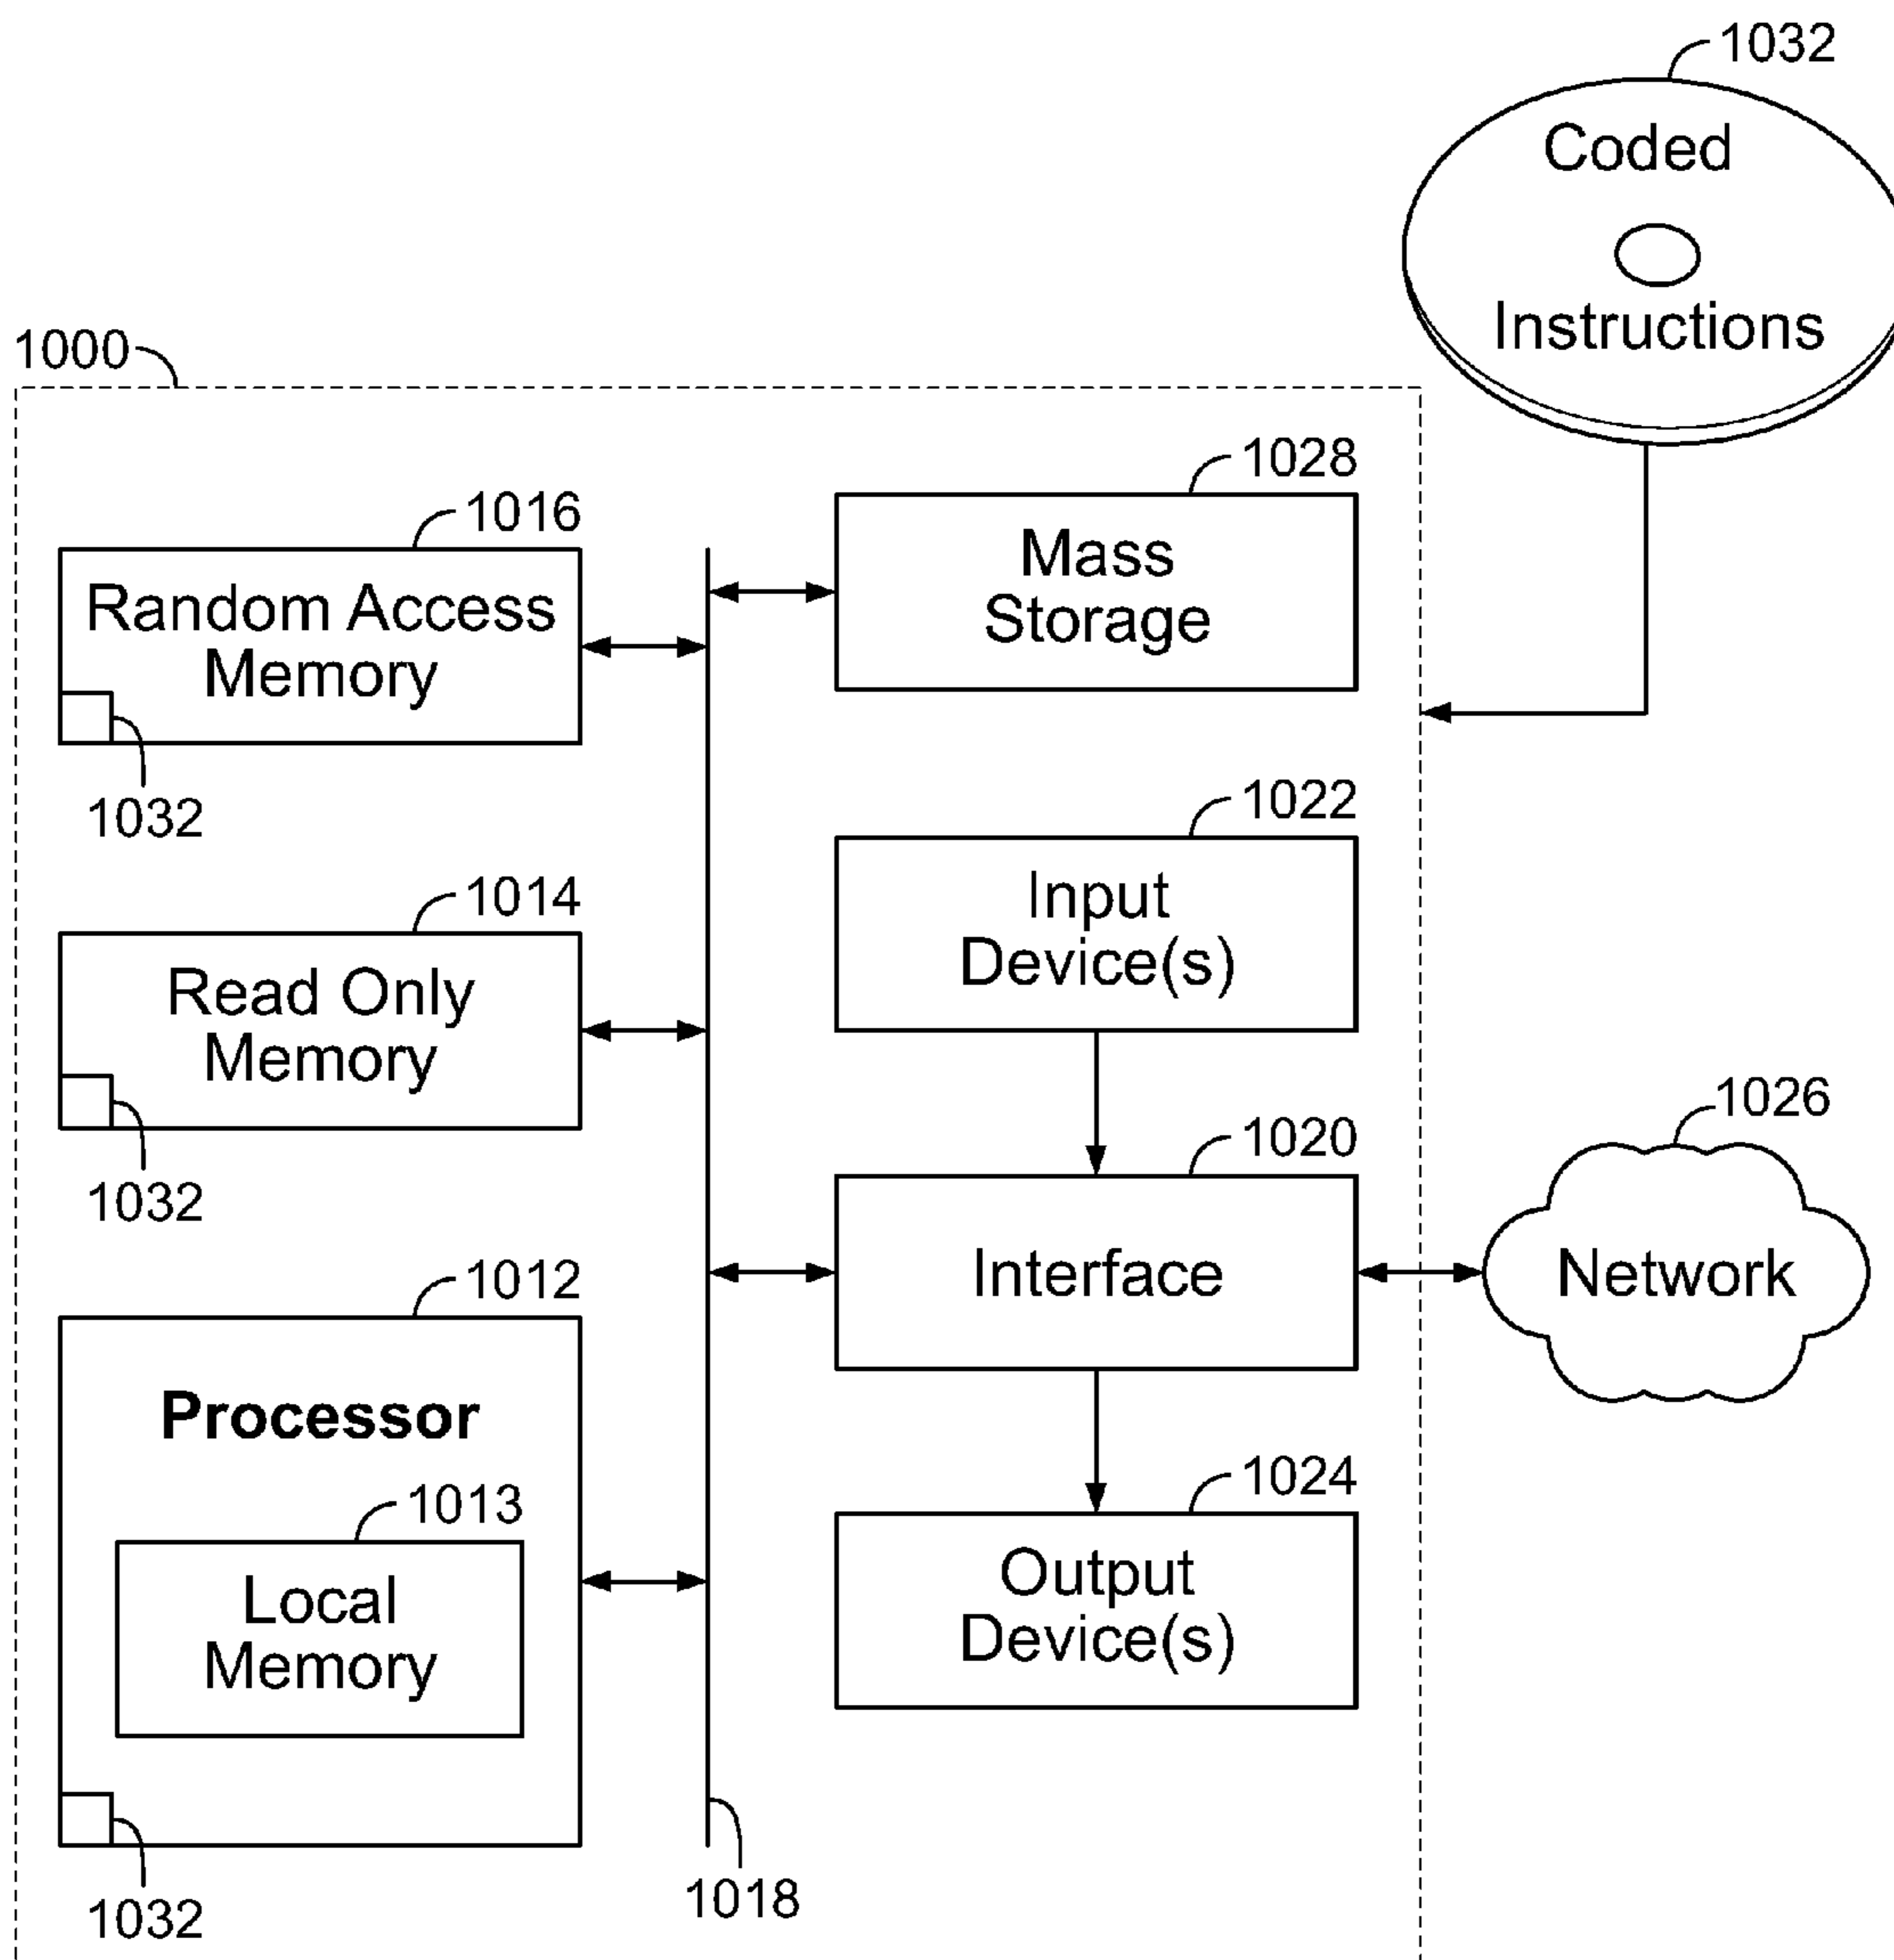 1032
Coded
Instructions
1000
1028
Mass
Storage
1016
Random Access
Memory
1032
1022
Input
Device(s)
1014
Read Only
Memory
1032
1020
Interface
1026
Network
1012
Processor
1013
Local
Memory
1032
1024
Output
Device(s)
1018